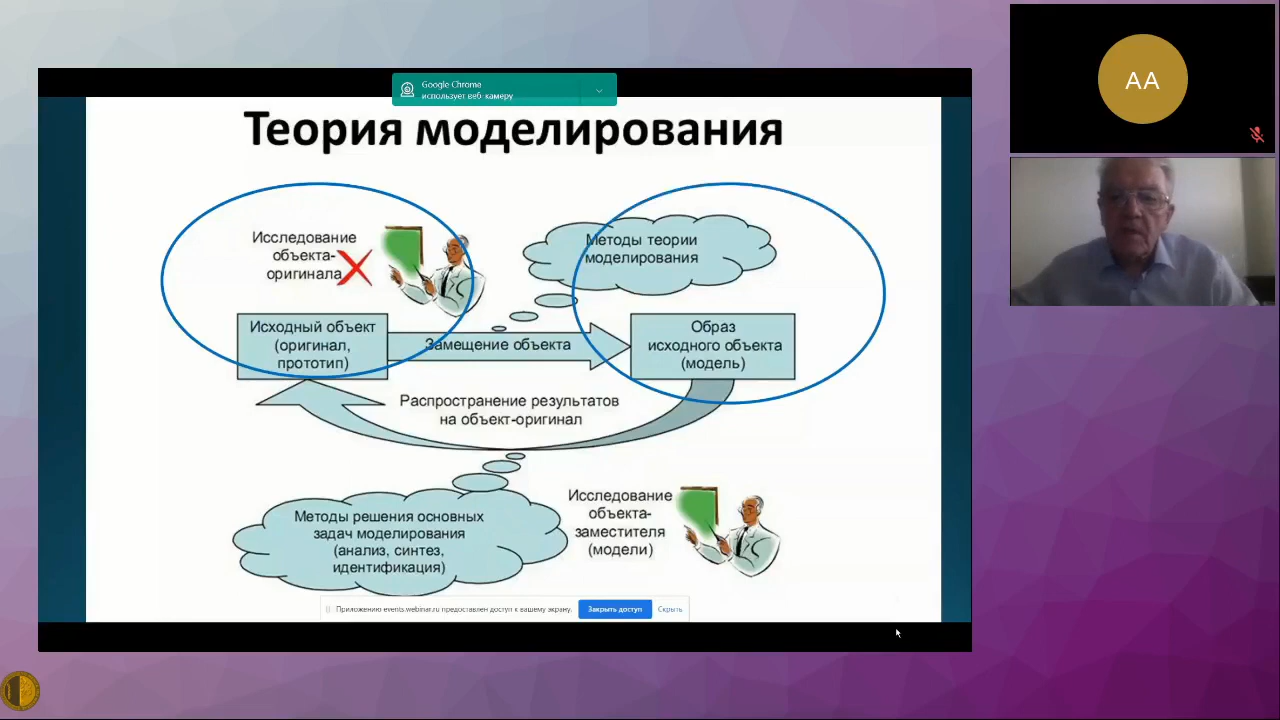 Google Chrome
использует веб-камеру
Теория моделирования
Исследование
объекта-
оригинала
Методы теории
моделирования
Исходный объект
(оригинал,
прототип)
Замещение объекта
Образ
исходного объекта
(модель)
Распространение результатов
на объект-оригинал
Методы решения основных
задач моделирования
(анализ, синтез,
идентификация)
Исследование
объекта-
заместителя
(модели)
Приложению events.webinar.ru предоставлен доступ к вашему экрану.
Закрыть доступ
Скрыть
AA